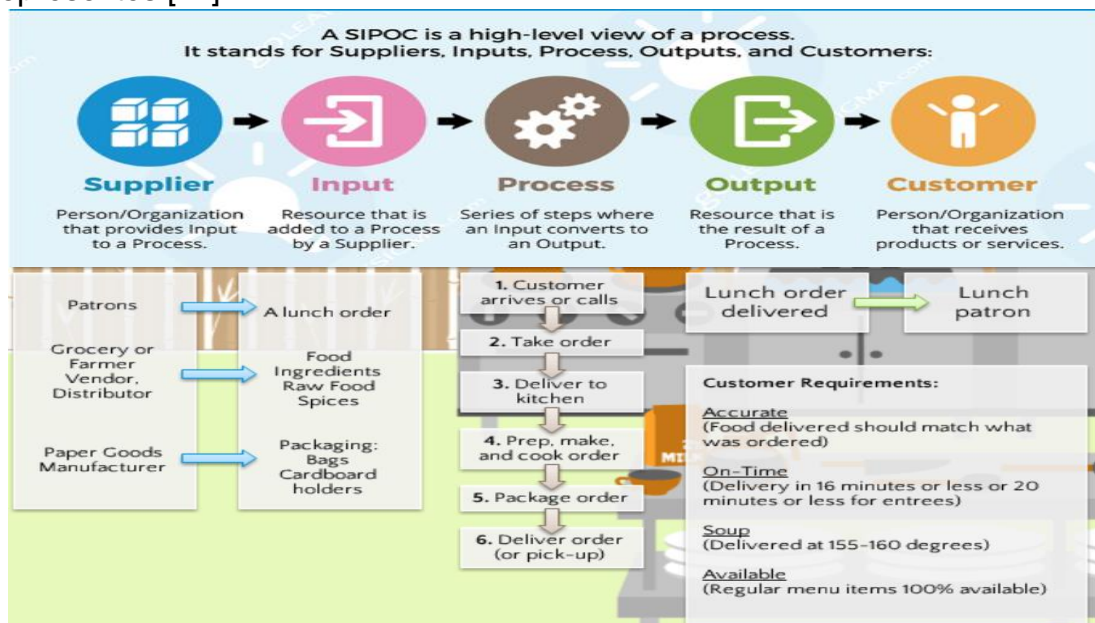 A SIPOC is a high-level view of a process.
It stands for Suppliers, Inputs, Process, Outputs, and Customers:
Supplier
Person/Organization
that provides Input
to a Process.
Input
Resource that is
added to a Process
by a Supplier.
Process
Series of steps where
an Input converts to
an Output.
Output
Resource that is
the result of a
Process.
Customer
Person/Organization
that receives
products or services.
Patrons
Grocery or
Farmer
Vendor,
Distributor
Paper Goods
Manufacturer
A lunch order
Food
Ingredients
Raw Food
Spices
Packaging:
Bags
Cardboard
holders
1. Customer
arrives or calls
2. Take order
3. Deliver to
kitchen
4. Prep, make,
and cook order
5. Package order
6. Deliver order
(or pick-up)
Lunch order
delivered
Lunch
patron
MIL
Customer Requirements:
Accurate
(Food delivered should match what
was ordered)
On-Time
(Delivery in 16 minutes or less or 20
minutes or less for entrees)
Soup
(Delivered at 155-160 degrees)
Available
(Regular menu items 100% available)